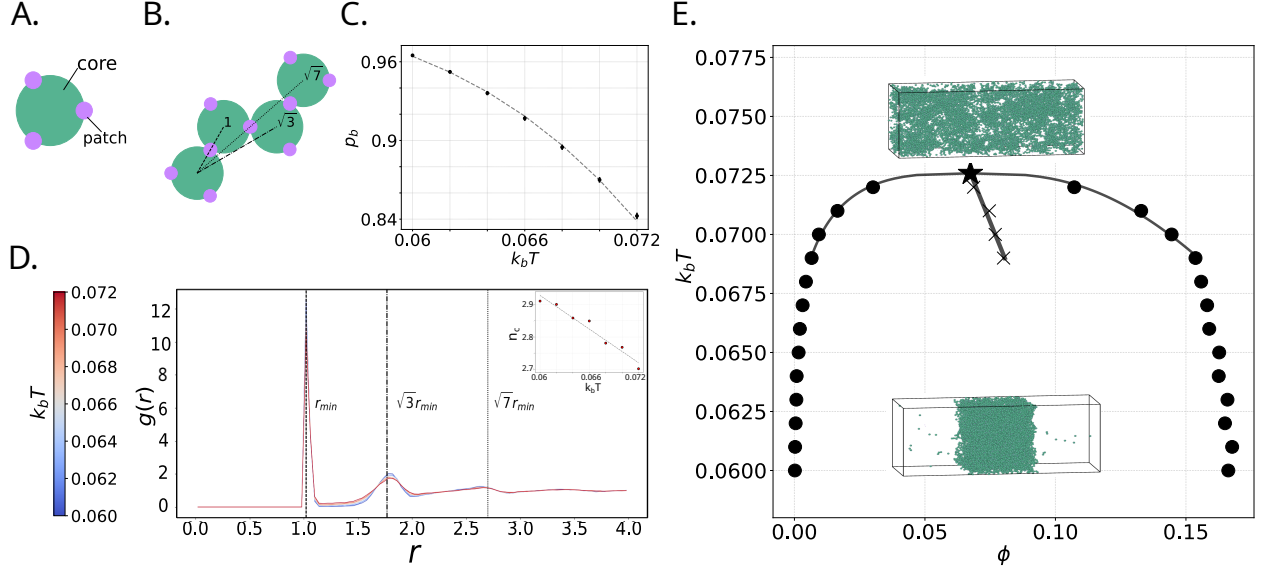 A.
core
patch
B.
1
√3
√7
C.
p_b
0.96
0.9
0.84
0.06
0.066
0.072
k_bT
D.
k_bT
0.072
0.070
0.068
0.066
0.064
0.062
0.060
g(r)
12
10
8
6
4
2
0
0.0
0.5
1.0
1.5
2.0
2.5
3.0
3.5
4.0
r
r_min
√3r_min
√7r_min
n_c
2.9
2.8
2.7
0.06
0.066
0.072
k_bT
E.
k_bT
0.0775
0.0750
0.0725
0.0700
0.0675
0.0650
0.0625
0.0600
0.00
0.05
0.10
0.15
ϕ